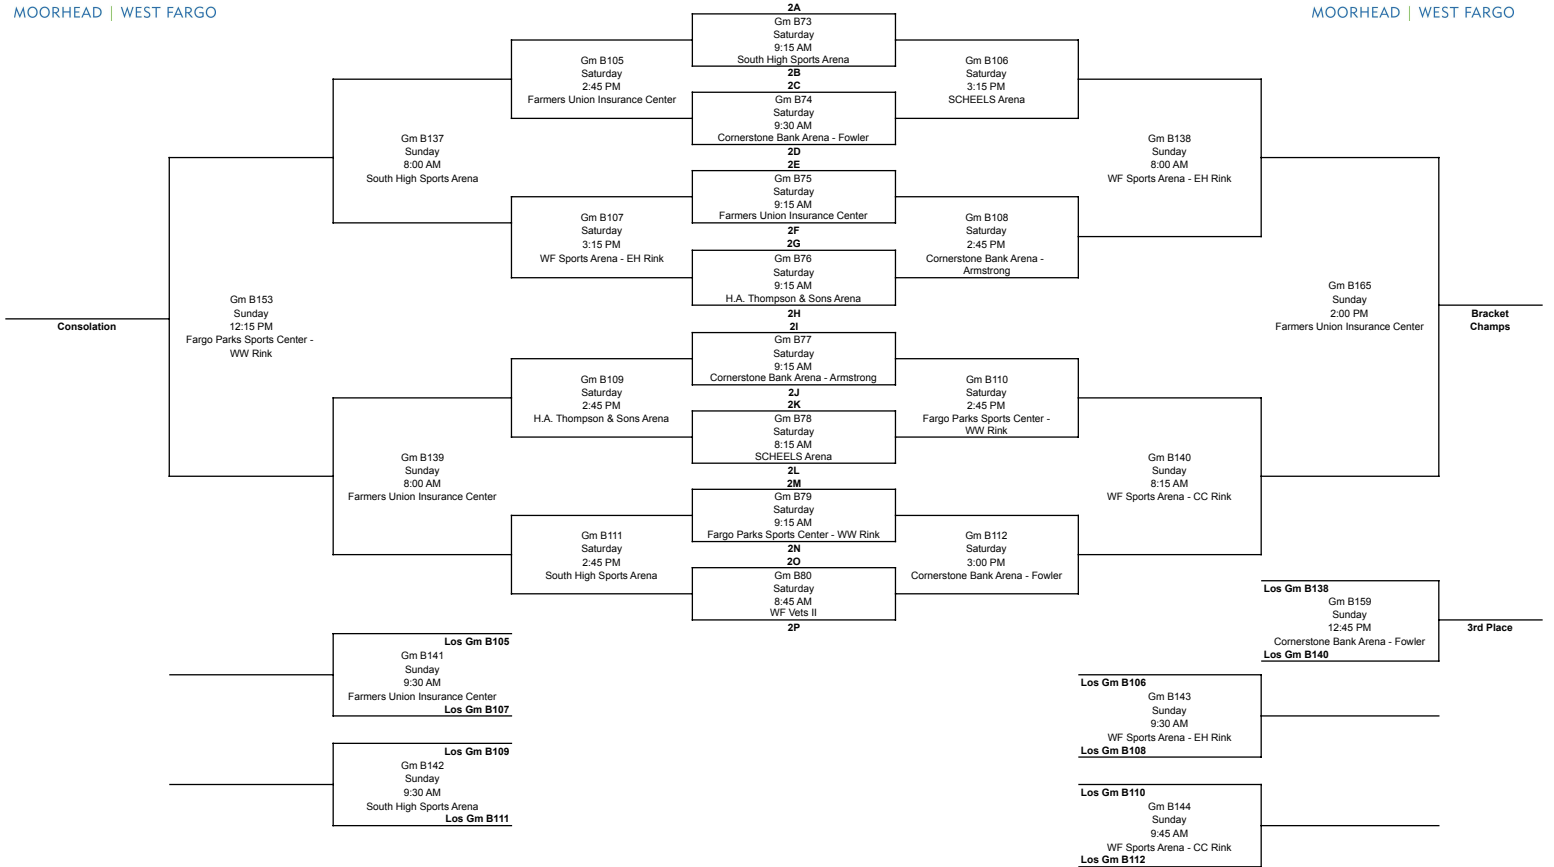 MOORHEAD | WEST FARGO
MOORHEAD | WEST FARGO
2A
Gm B73
Saturday
9:15 AM
South High Sports Arena
2B
2C
Gm B74
Saturday
9:30 AM
Cornerstone Bank Arena - Fowler
2D
2E
Gm B75
Saturday
9:15 AM
Farmers Union Insurance Center
2F
2G
Gm B76
Saturday
9:15 AM
H.A. Thompson & Sons Arena
2H
2I
Gm B77
Saturday
9:15 AM
Cornerstone Bank Arena - Armstrong
2J
2K
Gm B78
Saturday
8:15 AM
SCHEELS Arena
2L
2M
Gm B79
Saturday
9:15 AM
Fargo Parks Sports Center - WW Rink
2N
2O
Gm B80
Saturday
8:45 AM
WF Vets II
2P
Gm B105
Saturday
2:45 PM
Farmers Union Insurance Center
Gm B107
Saturday
3:15 PM
WF Sports Arena - EH Rink
Gm B109
Saturday
2:45 PM
H.A. Thompson & Sons Arena
Gm B111
Saturday
2:45 PM
South High Sports Arena
Gm B137
Sunday
8:00 AM
South High Sports Arena
Gm B139
Sunday
8:00 AM
Farmers Union Insurance Center
Gm B153
Sunday
12:15 PM
Fargo Parks Sports Center -
WW Rink
Consolation
Los Gm B105
Gm B141
Sunday
9:30 AM
Farmers Union Insurance Center
Los Gm B107
Los Gm B109
Gm B142
Sunday
9:30 AM
South High Sports Arena
Los Gm B111
Gm B106
Saturday
3:15 PM
SCHEELS Arena
Gm B108
Saturday
2:45 PM
Cornerstone Bank Arena -
Armstrong
Gm B110
Saturday
2:45 PM
Fargo Parks Sports Center -
WW Rink
Gm B112
Saturday
3:00 PM
Cornerstone Bank Arena - Fowler
Gm B138
Sunday
8:00 AM
WF Sports Arena - EH Rink
Gm B140
Sunday
8:15 AM
WF Sports Arena - CC Rink
Gm B165
Sunday
2:00 PM
Farmers Union Insurance Center
Bracket
Champs
Los Gm B138
Gm B159
Sunday
12:45 PM
Cornerstone Bank Arena - Fowler
Los Gm B140
3rd Place
Los Gm B106
Gm B143
Sunday
9:30 AM
WF Sports Arena - EH Rink
Los Gm B108
Los Gm B110
Gm B144
Sunday
9:45 AM
WF Sports Arena - CC Rink
Los Gm B112